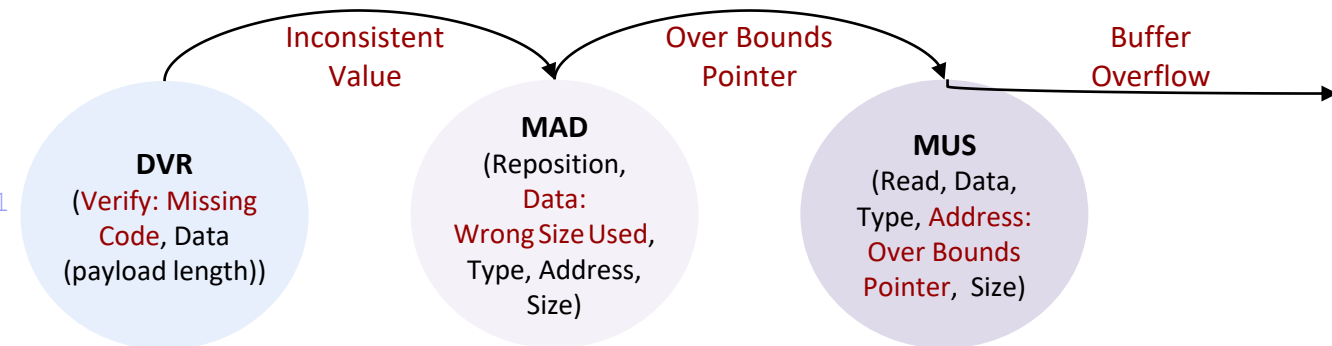 Inconsistent
Value
Over Bounds
Pointer
Buffer
Overflow
DVR
(Verify: Missing
Code, Data
(payload length))
MAD
(Reposition,
Data:
Wrong Size Used,
Type, Address,
Size)
MUS
(Read, Data,
Type, Address:
Over Bounds
Pointer, Size)